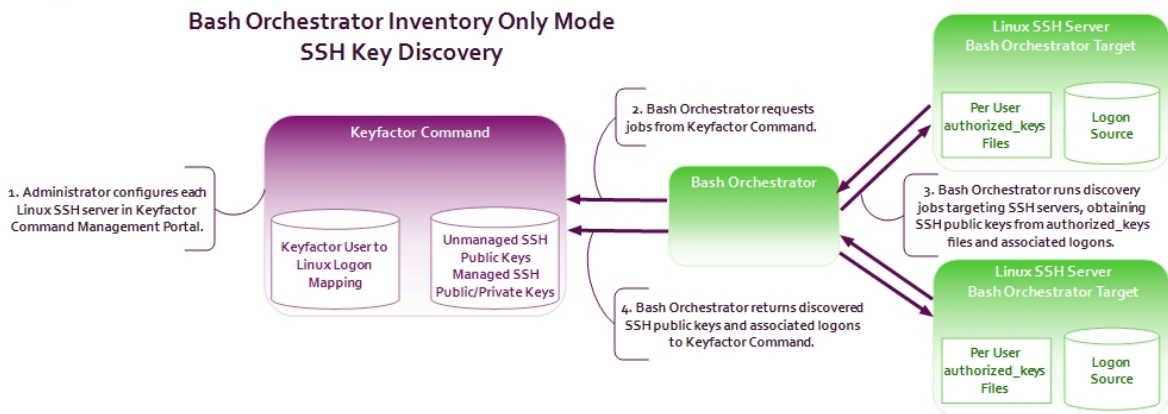 Bash Orchestrator Inventory Only Mode
SSH Key Discovery
Linux SSH Server
Bash Orchestrator Target
Per User
authorized_keys
Files
Logon
Source
2. Bash Orchestrator requests
jobs from Keyfactor Command.
Keyfactor Command
1. Administrator configures each
Linux SSH server in Keyfactor
Command Management Portal.
Keyfactor User to
Linux Logon
Mapping
Unmanaged SSH
Public Keys
Managed SSH
Public/Private Keys
Bash Orchestrator
3. Bash Orchestrator runs discovery
jobs targeting SSH servers, obtaining
SSH public keys from authorized_keys
files and associated logons.
4. Bash Orchestrator returns discovered
SSH public keys and associated logons
to Keyfactor Command.
Linux SSH Server
Bash Orchestrator Target
Per User
authorized_keys
Files
Logon
Source